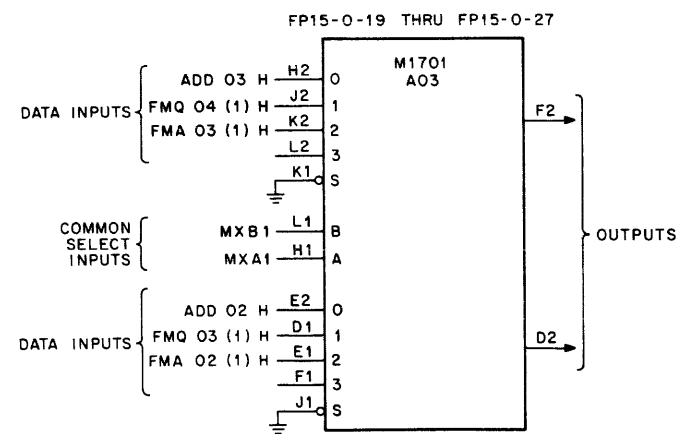 FP15-0-19 THRU FP15-0-27
M1701
A03
DATA INPUTS
ADD 03 H H2 0
FMQ 04 (1) H J2 1
FMA 03 (1) H K2 2
L2 3
K1 S
F2
COMMON
SELECT
INPUTS
MXB1 L1 B
MXA1 H1 A
OUTPUTS
DATA INPUTS
ADD 02 H E2 0
FMQ 03 (1) H D1 1
FMA 02 (1) H E1 2
F1 3
J1 S
D2